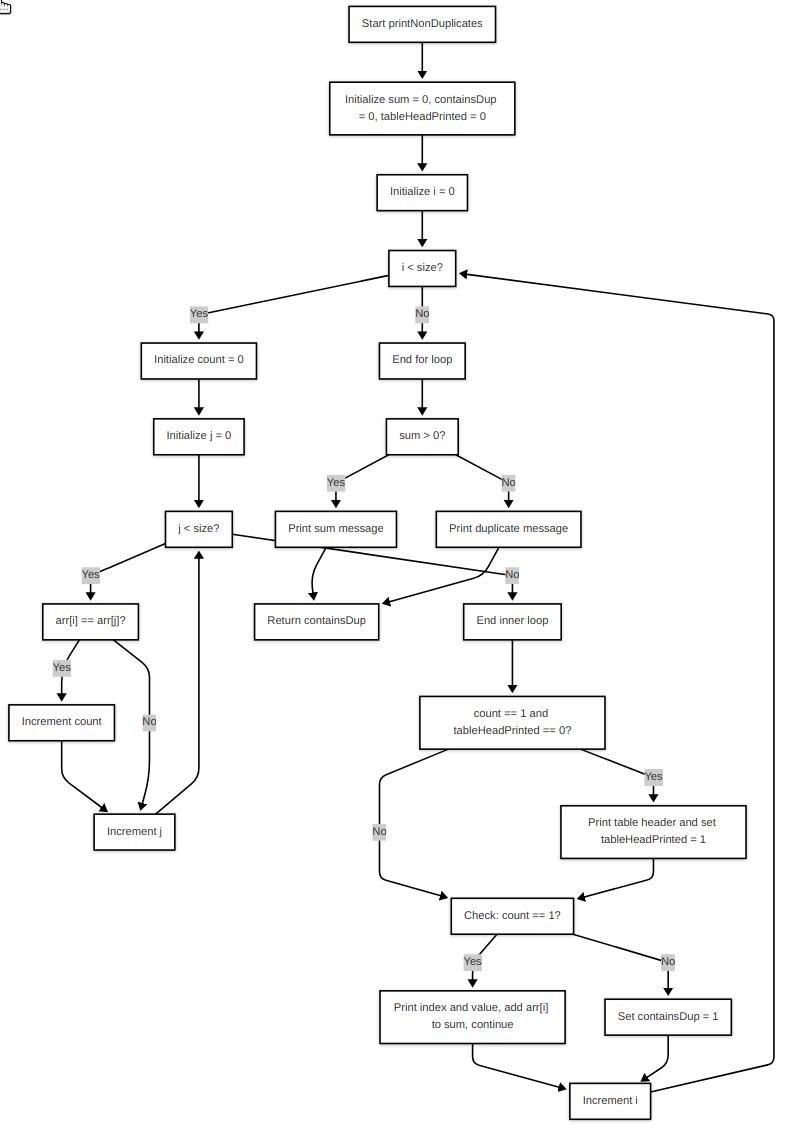 Start printNonDuplicates
Initialize sum = 0, containsDup
= 0, tableHeadPrinted = 0
Initialize i = 0
i < size?
Yes
No
Initialize count = 0
End for loop
Initialize j = 0
sum > 0?
Yes
No
j < size?
Print sum message
Print duplicate message
Yes
No
arr[i] == arr[j]?
Return containsDup
End inner loop
Yes
Increment count
No
count == 1 and
tableHeadPrinted == 0?
Yes
Increment j
No
Print table header and set
tableHeadPrinted = 1
Check: count == 1?
Yes
No
Print index and value, add arr[i]
to sum, continue
Set containsDup = 1
Increment i